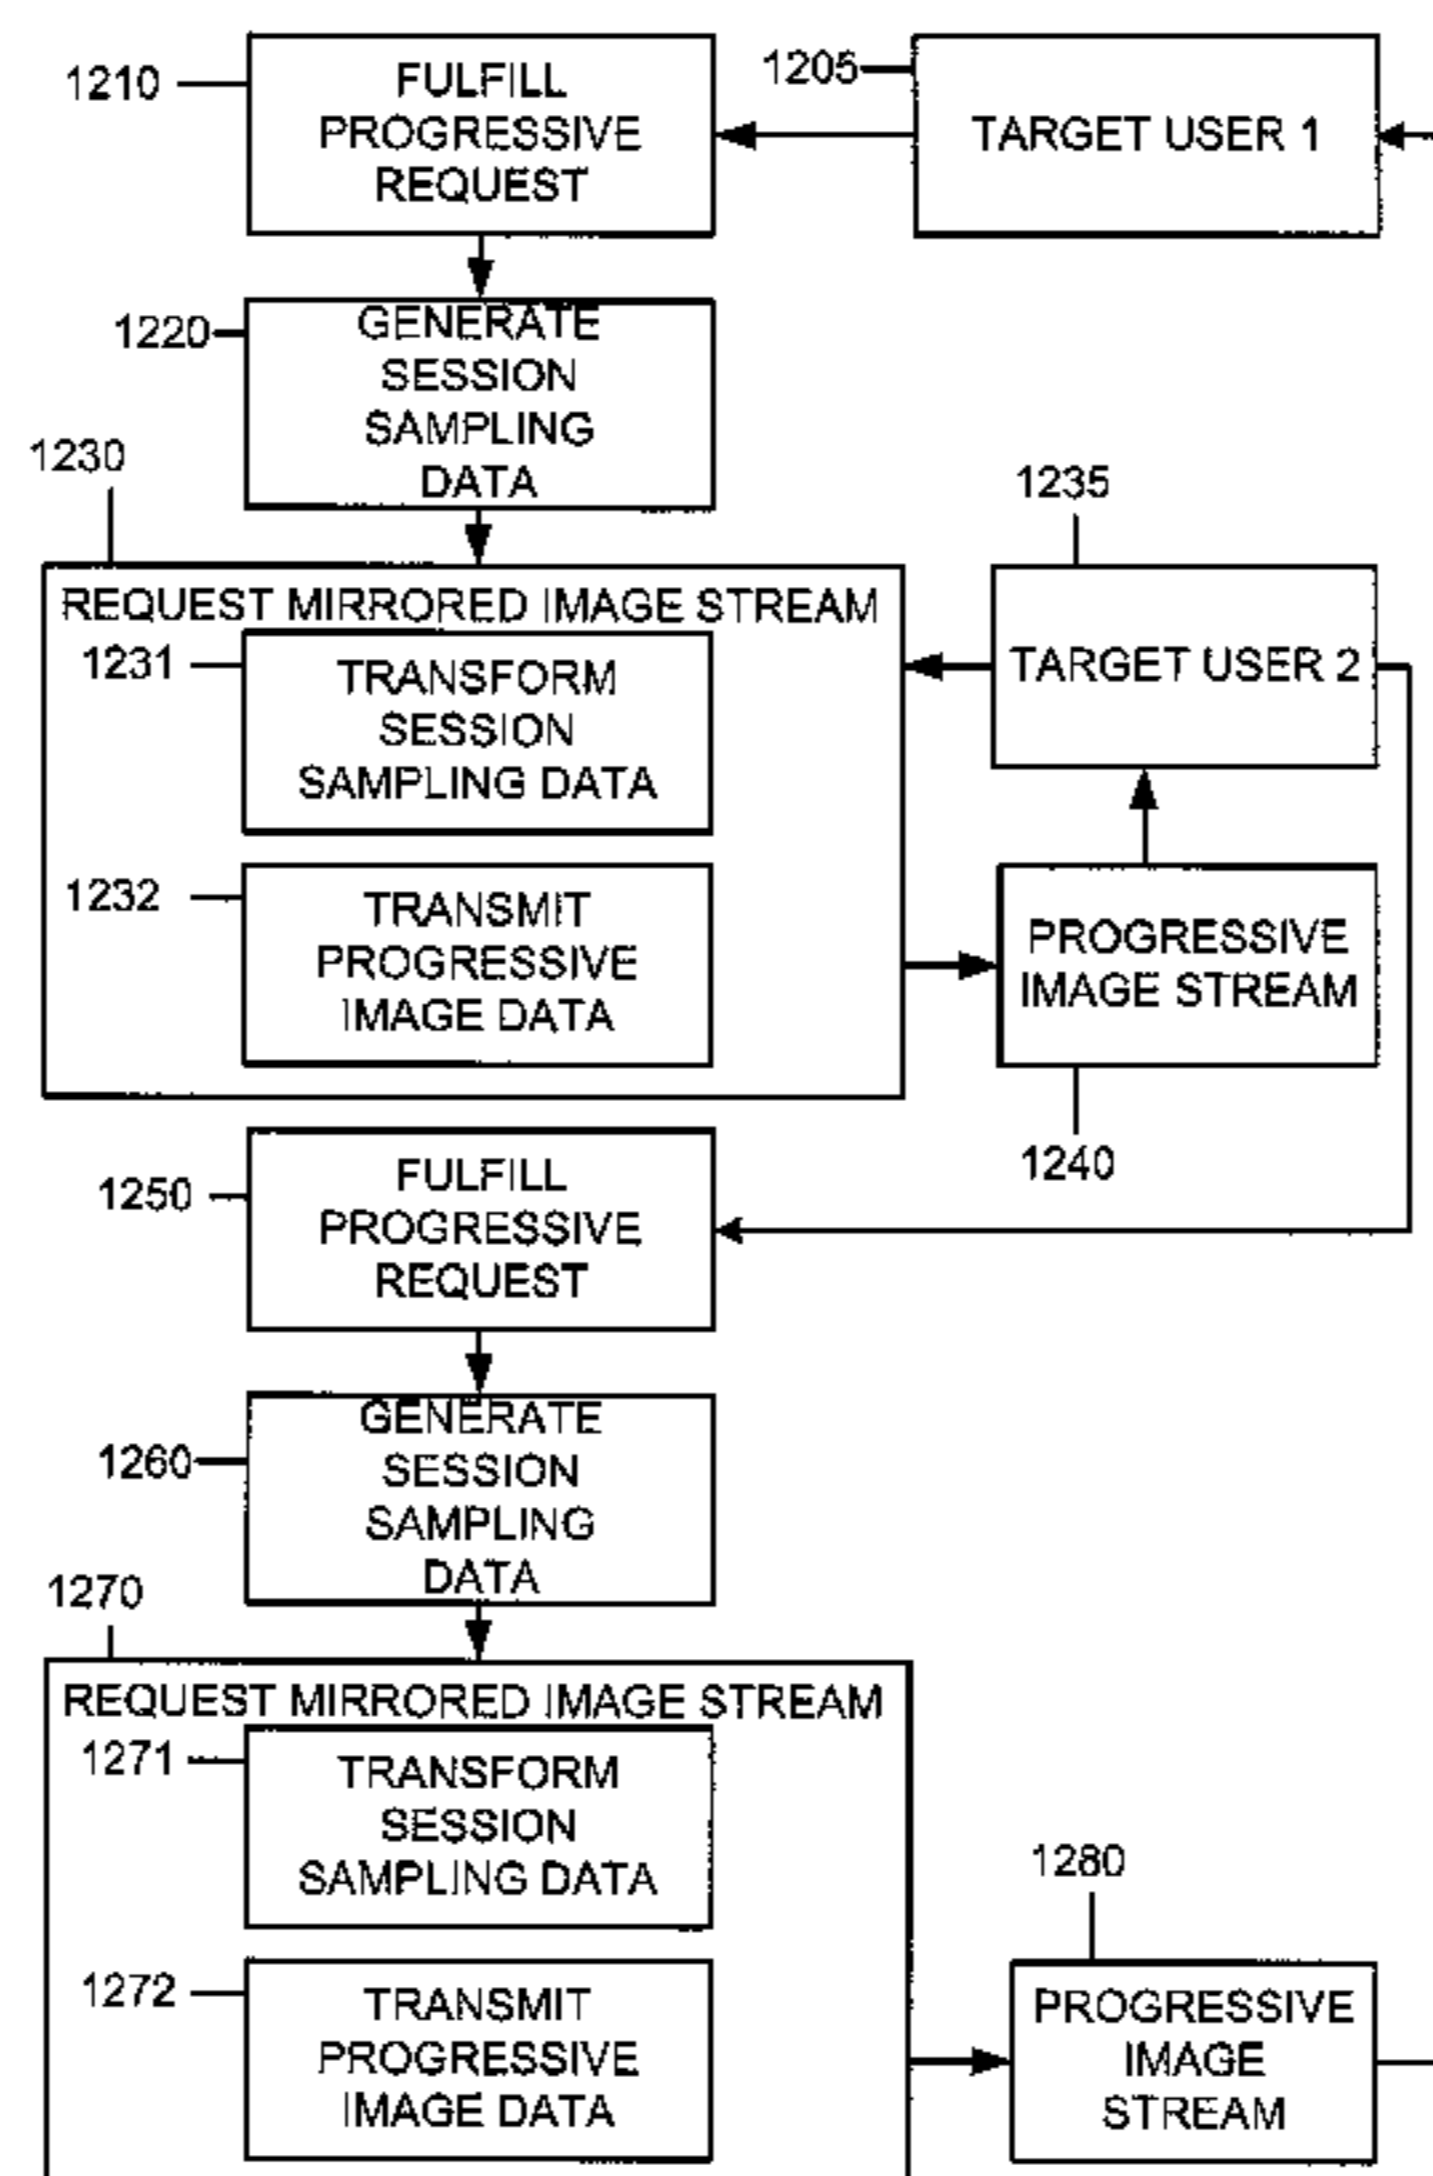 1210
FULFILL
PROGRESSIVE
REQUEST
1205
TARGET USER 1
1220
GENERATE
SESSION
SAMPLING
DATA
1230
REQUEST MIRRORED IMAGE STREAM
1231
TRANSFORM
SESSION
SAMPLING DATA
1232
TRANSMIT
PROGRESSIVE
IMAGE DATA
1235
TARGET USER 2
PROGRESSIVE
IMAGE STREAM
1240
1250
FULFILL
PROGRESSIVE
REQUEST
1260
GENERATE
SESSION
SAMPLING
DATA
1270
REQUEST MIRRORED IMAGE STREAM
1271
TRANSFORM
SESSION
SAMPLING DATA
1272
TRANSMIT
PROGRESSIVE
IMAGE DATA
1280
PROGRESSIVE
IMAGE
STREAM